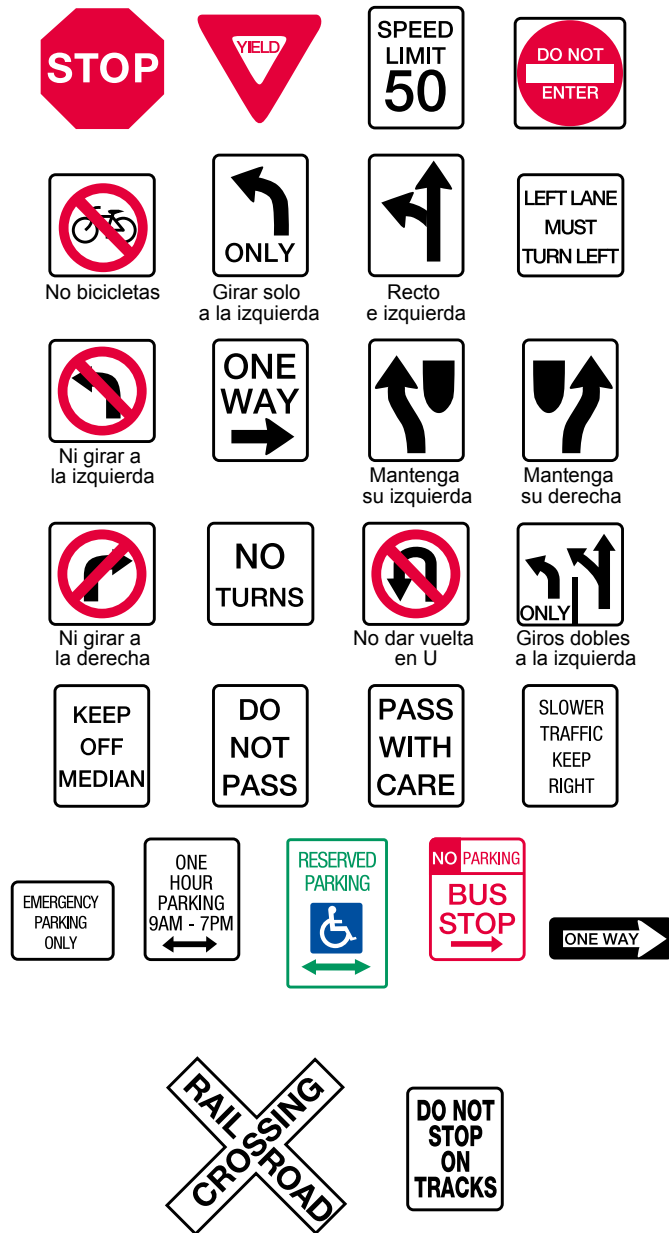 STOP
YIELD
SPEED
LIMIT
50
DO NOT
ENTER
No bicicletas
ONLY
Girar solo
a la izquierda
Recto
e izquierda
LEFT LANE
MUST
TURN LEFT
Ni girar a
la izquierda
ONE
WAY
Mantenga
su izquierda
Mantenga
su derecha
Ni girar a
la derecha
NO
TURNS
No dar vuelta
en U
ONLY
Giros dobles
a la izquierda
KEEP
OFF
MEDIAN
DO
NOT
PASS
PASS
WITH
CARE
SLOWER
TRAFFIC
KEEP
RIGHT
EMERGENCY
PARKING
ONLY
ONE
HOUR
PARKING
9AM - 7PM
RESERVED
PARKING
NO PARKING
BUS
STOP
ONE WAY
RAILROAD
CROSSING
DO NOT
STOP
ON
TRACKS